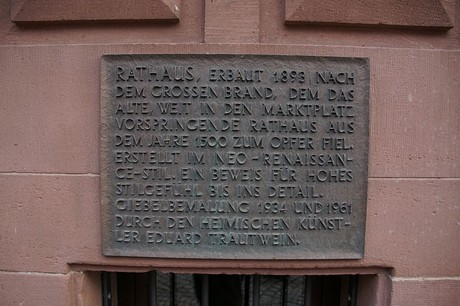 RATHAUS, ERBAUT 1893 NACH
DEM GROSSEN BRAND, DEM DAS
ALTE, WEIT IN DEN MARKTPLATZ
VORSPRINGENDE RATHAUS AUS
DEM JAHRE 1500 ZUM OPFER FIEL.
ERSTELLT IM NEO-RENAISSAN-
CE-STIL, EIN BEWEIS FÜR HOHES
STILGEFÜHL BIS INS DETAIL.
GIEBELBEMALUNG 1934 UND 1961
DURCH DEN HEIMISCHEN KÜNST-
LER EDUARD TRAUTWEIN.